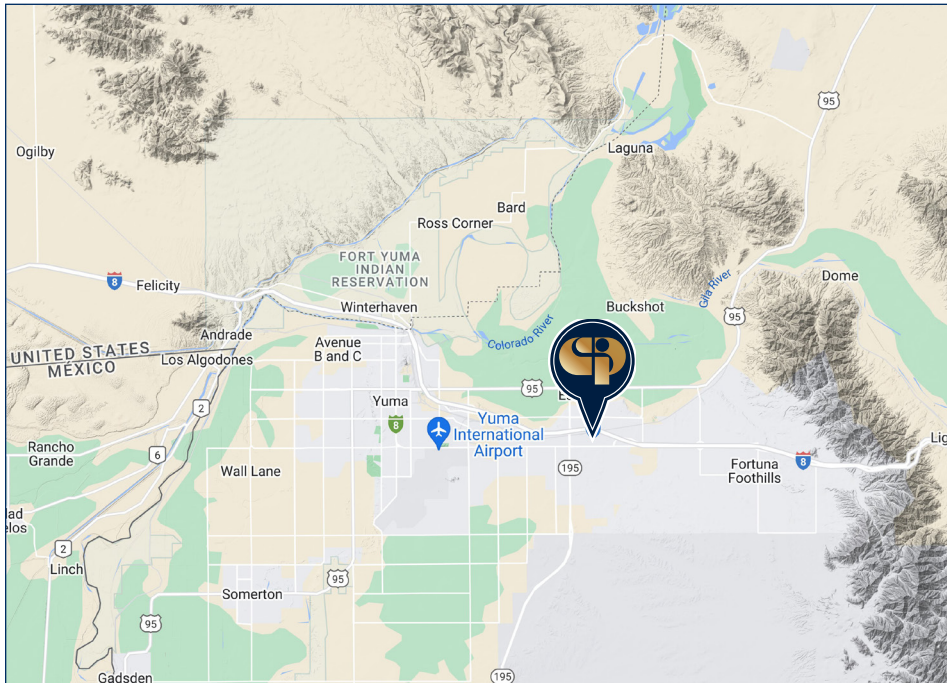 95
Laguna
Ogilby
Bard
Ross Corner
FORT YUMA
INDIAN
RESERVATION
Gila River
Dome
8
Felicity
Winterhaven
Buckshot
95
Andrade
Avenue
B and C
Colorado River
UNITED STATES
MÉXICO
Los Algodones
95
2
Yuma
8
Yuma
International
Airport
Rancho
Grande
6
Wall Lane
195
Fortuna
Foothills
8
2
Linch
95
Somerton
95
195
Gadsden